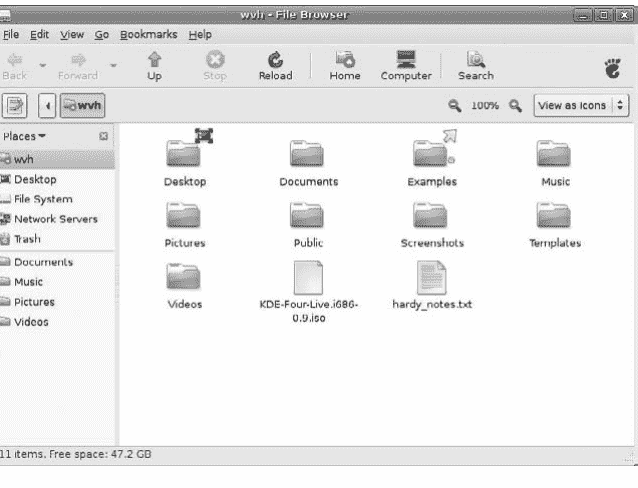 wvh - File Browser
File Edit View Go Bookmarks Help
Back Forward Up Stop Reload Home Computer Search
wvh 100% View as Icons
Places
wvh
Desktop
File System
Network Servers
Trash
Documents
Music
Pictures
Videos
Desktop Documents Examples Music
Pictures Public Screenshots Templates
Videos KDE-Four-Live.i686- hardy_notes.txt
0.9.iso
11 items, Free space: 47.2 GB